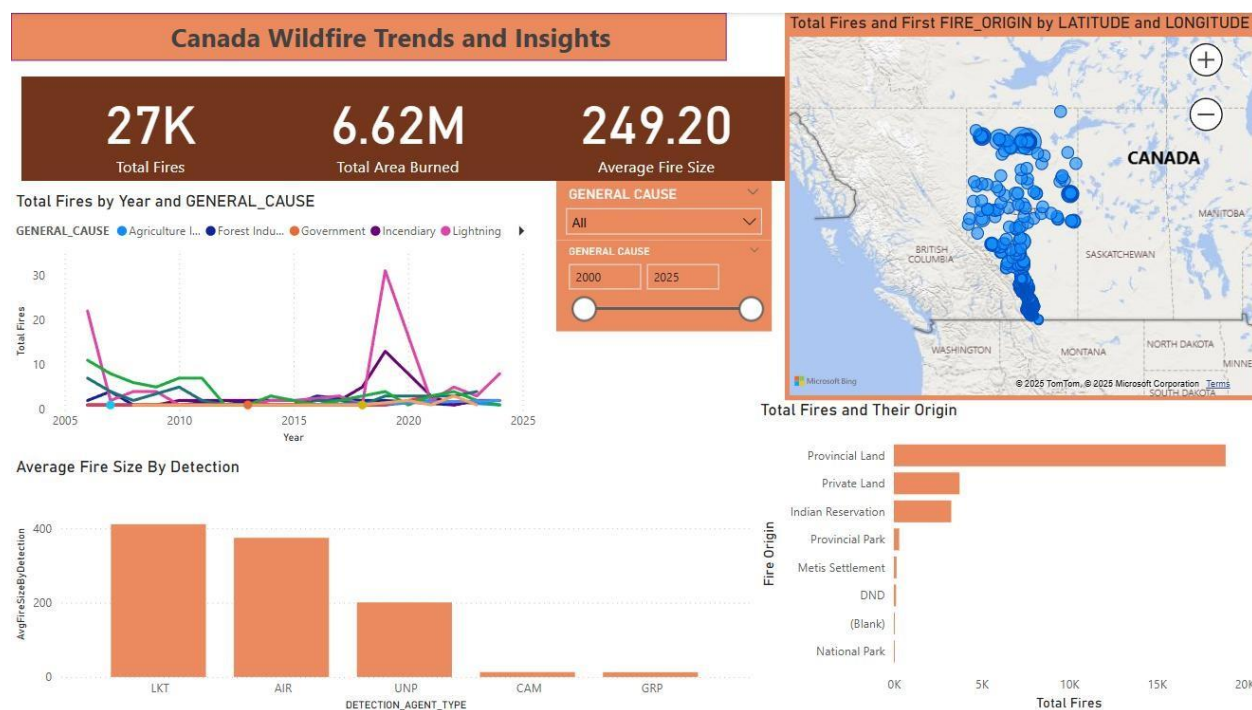 Canada Wildfire Trends and Insights
27K
Total Fires
6.62M
Total Area Burned
249.20
Average Fire Size
Total Fires and First FIRE_ORIGIN by LATITUDE and LONGITUDE
CANADA
MANITOBA
BRITISH
COLUMBIA
SASKATCHEWAN
WASHINGTON
MONTANA
NORTH DAKOTA
MINNE
SOUTH DAKOTA
Microsoft Bing
© 2025 TomTom, © 2025 Microsoft Corporation Terms
GENERAL CAUSE
All
GENERAL CAUSE
2000
2025
Total Fires by Year and GENERAL_CAUSE
GENERAL_CAUSE Agriculture I... Forest Indu... Government Incendiary Lightning
Total Fires
30
20
10
0
2005 2010 2015 2020 2025
Year
Average Fire Size By Detection
AvgFireSizeByDetection
400
200
0
LKT AIR UNP CAM GRP
DETECTION_AGENT_TYPE
Total Fires and Their Origin
Fire Origin
Provincial Land
Private Land
Indian Reservation
Provincial Park
Metis Settlement
DND
(Blank)
National Park
0K 5K 10K 15K 20K
Total Fires